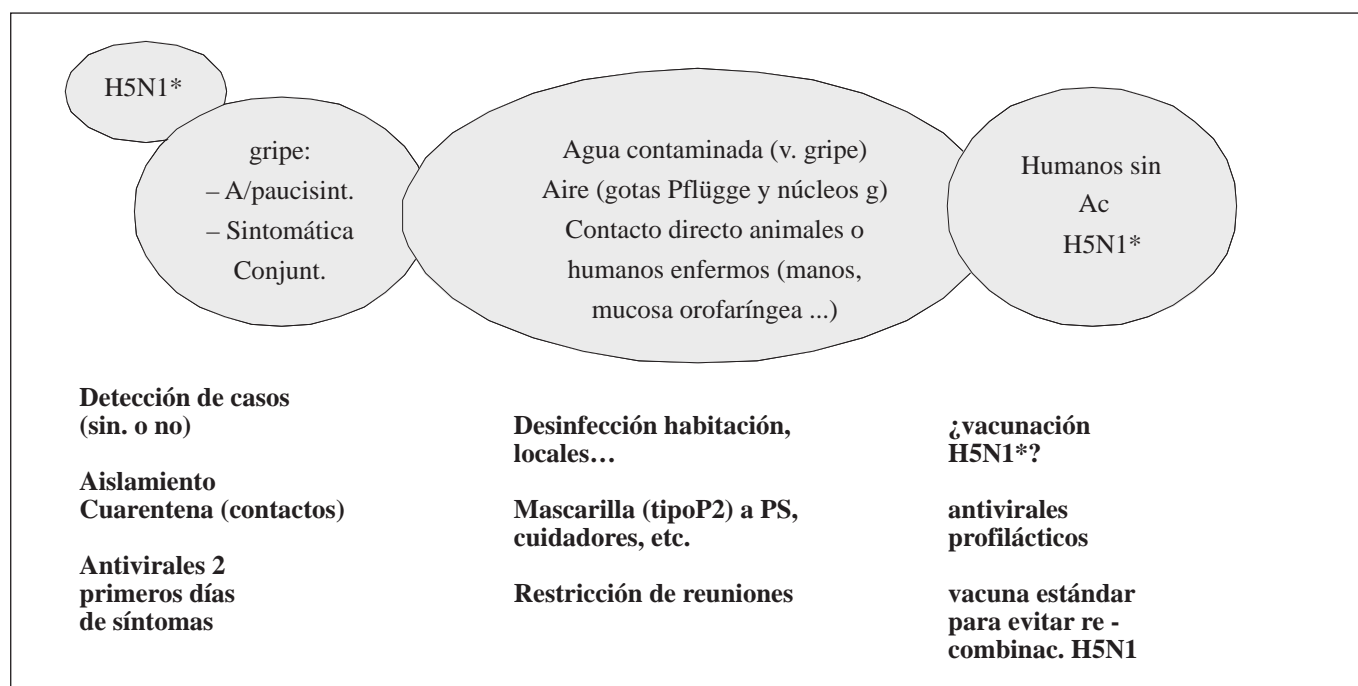 H5N1*
gripe:
– A/paucisint.
– Sintomática
Conjunt.
Agua contaminada (v. gripe)
Aire (gotas Pflügge y núcleos g)
Contacto directo animales o
humanos enfermos (manos,
mucosa orofaríngea ...)
Humanos sin
Ac
H5N1*
Detección de casos
(sin. o no)
Aislamiento
Cuarentena (contactos)
Antivirales 2
primeros días
de síntomas
Desinfección habitación,
locales…
Mascarilla (tipoP2) a PS,
cuidadores, etc.
Restricción de reuniones
¿vacunación
H5N1*?
antivirales
profilácticos
vacuna estándar
para evitar re -
combinac. H5N1